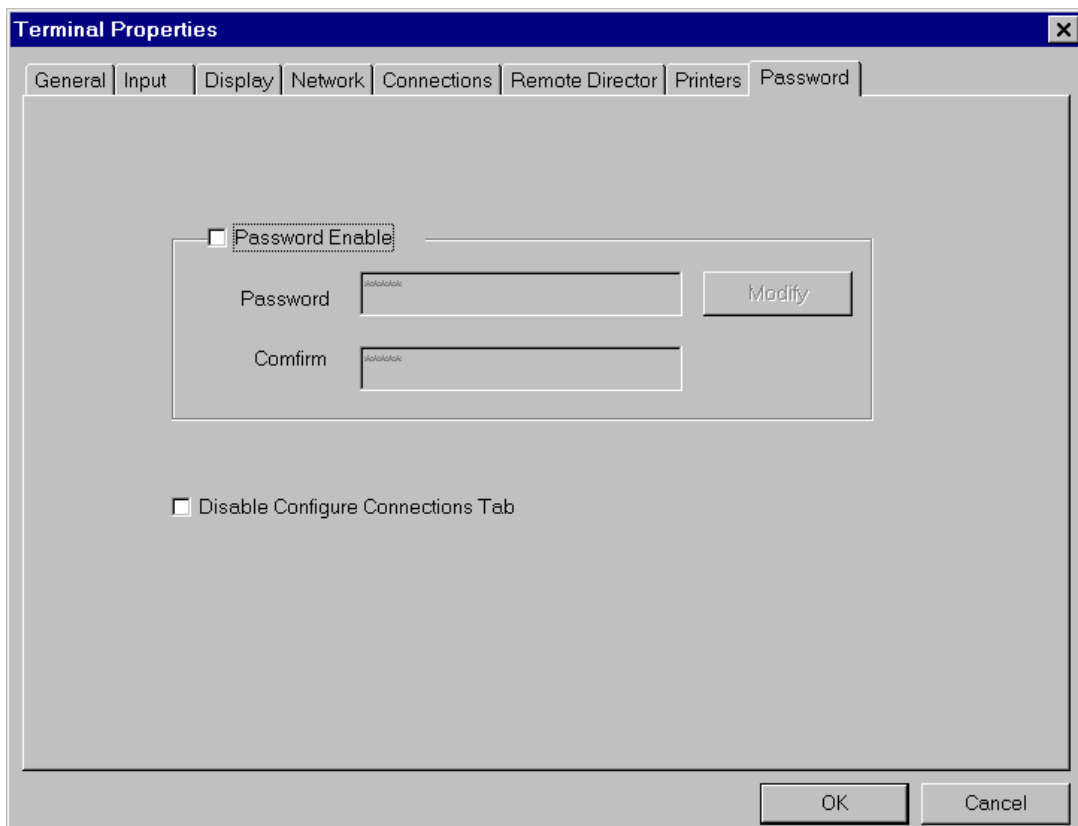 Terminal Properties
General Input Display Network Connections Remote Director Printers Password
Password Enable
Password ***** Modify
Comfirm *****
Disable Configure Connections Tab
OK Cancel